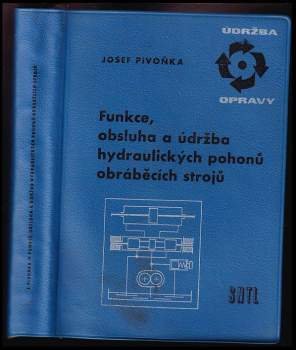 ÚDRŽBA
OPRAVY
JOSEF PIVOŇKA
Funkce,
obsluha a údržba
hydraulických pohonů
obráběcích strojů
SNTL